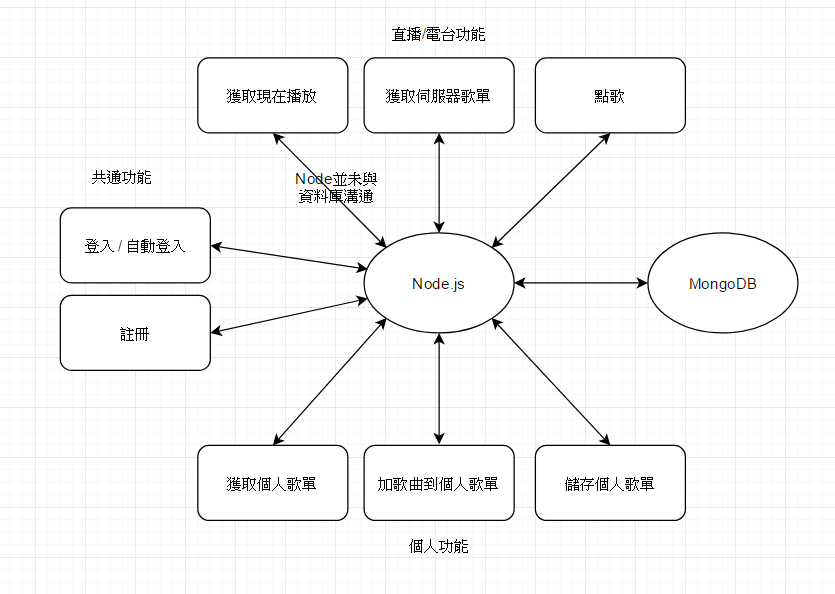 直播/電台功能
獲取現在播放
獲取伺服器歌單
點歌
共通功能
Node並未與
資料庫溝通
登入 / 自動登入
Node.js
MongoDB
註冊
獲取個人歌單
加歌曲到個人歌單
儲存個人歌單
個人功能